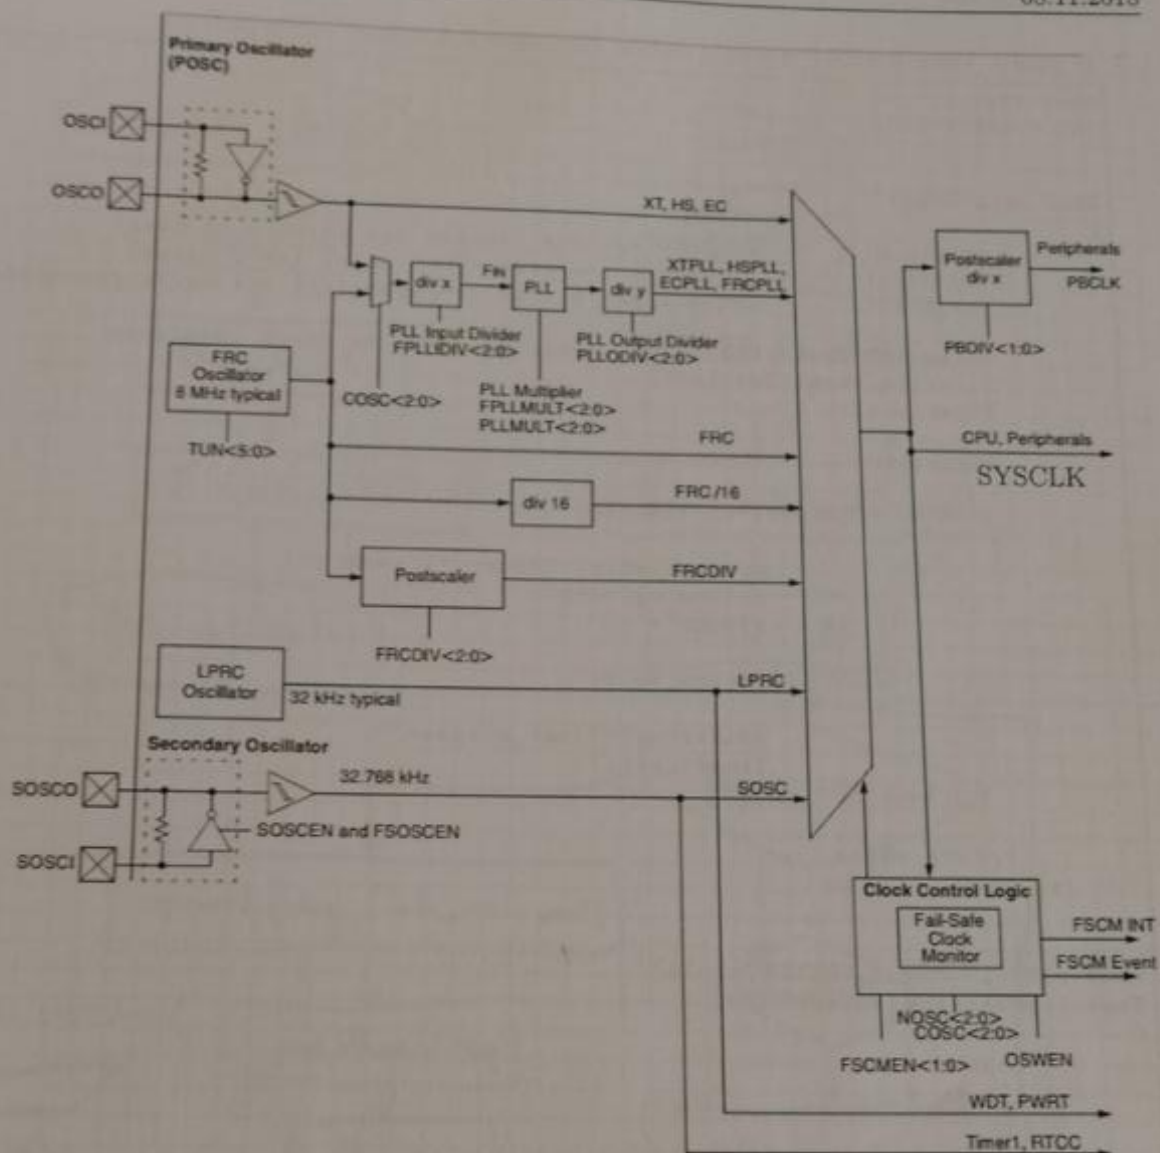 Primary Oscillator
(POSC)
OSCI
OSCO
XT, HS, EC
div x
FIN
PLL
div y
XTPLL, HSPLL,
ECPLL, FRCPLL
Postscaler
div x
Peripherals
PBCLK
PBDIV<1:0>
PLL Input Divider
FPLLIDIV<2:0>
PLL Output Divider
PLLODIV<2:0>
COSC<2:0>
PLL Multiplier
FPLLMULT<2:0>
PLLMULT<2:0>
FRC
Oscillator
8 MHz typical
TUN<5:0>
FRC
CPU, Peripherals
SYSCLK
div 16
FRC /16
Postscaler
FRCDIV
FRCDIV<2:0>
LPRC
Oscillator
32 kHz typical
LPRC
Secondary Oscillator
SOSCO
32.768 kHz
SOSC
SOSCEN and FSOSCEN
SOSCI
Clock Control Logic
Fail-Safe
Clock
Monitor
FSCM INT
FSCM Event
NOSC<2:0>
COSC<2:0>
FSCMEN<1:0>
OSWEN
WDT, PWRT
Timer1, RTCC